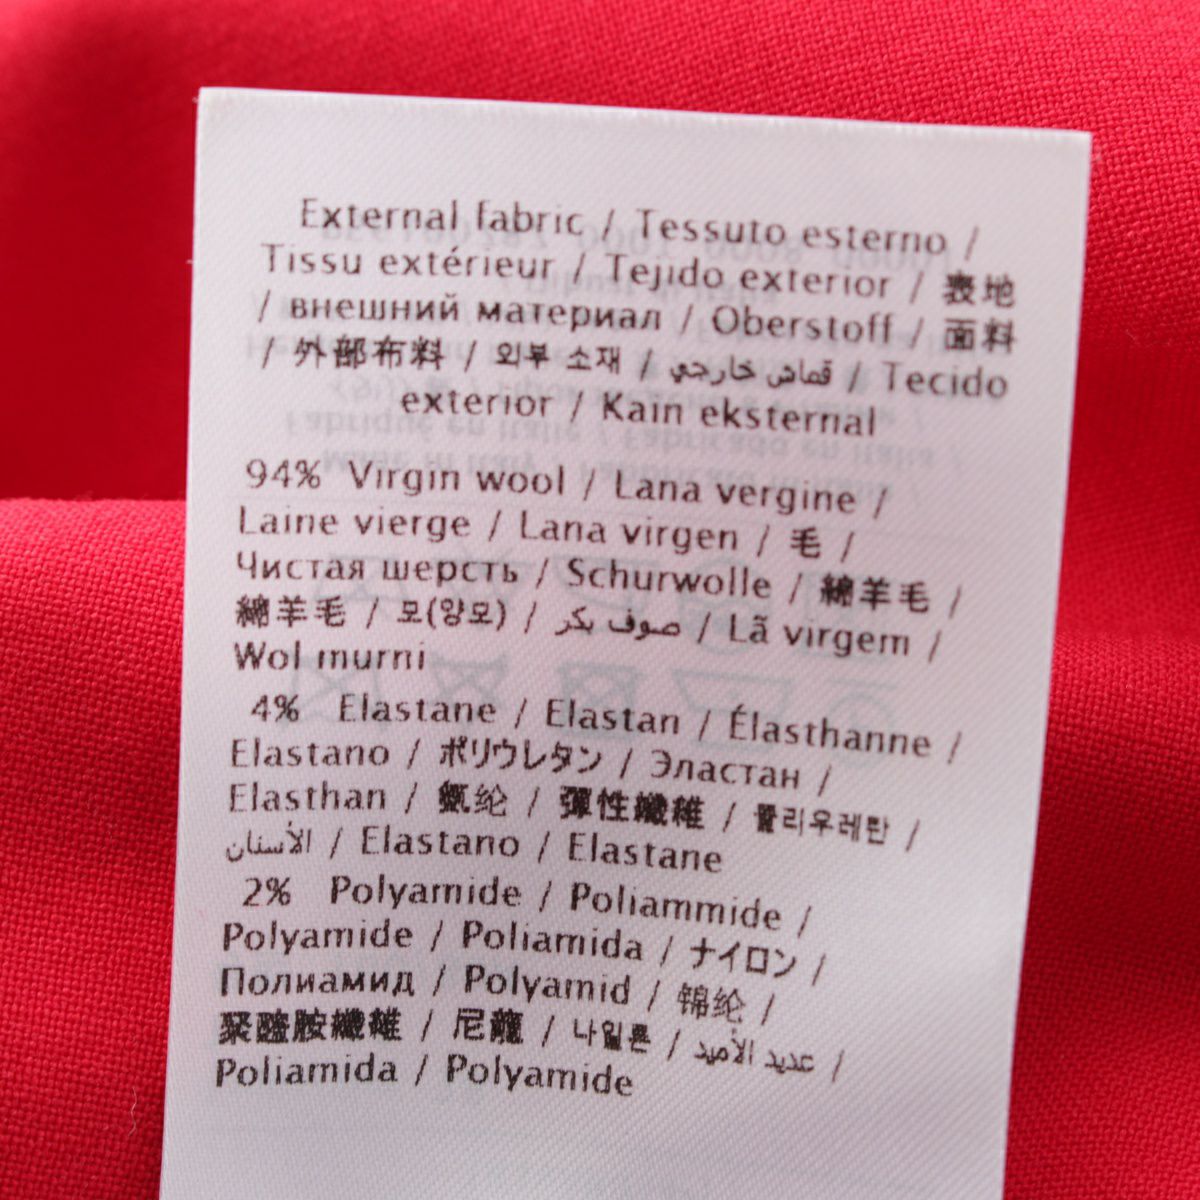 External fabric / Tessuto esterno /
Tissu extérieur / Tejido exterior / 表地
/ внешний материал / Oberstoff / 面料
/ 外部布料 / 외부 소재 / قماش خارجي / Tecido
exterior / Kain eksternal
94% Virgin wool / Lana vergine /
Laine vierge / Lana virgen / 毛 /
Чистая шерсть / Schurwolle / 綿羊毛 /
綿羊毛 / 모(양모) / صوف بكر / Lã virgem /
Wol murni
4% Elastane / Elastan / Élasthanne /
Elastano / ポリウレタン / Эластан /
Elasthan / 氨纶 / 彈性纖維 / 폴리우레탄 /
الأسنان / Elastano / Elastane
2% Polyamide / Poliammide /
Polyamide / Poliamida / ナイロン /
Полиамид / Polyamid / 锦纶 /
聚醯胺纖維 / 尼龍 / 나일론 / عديد الأميد /
Poliamida / Polyamide